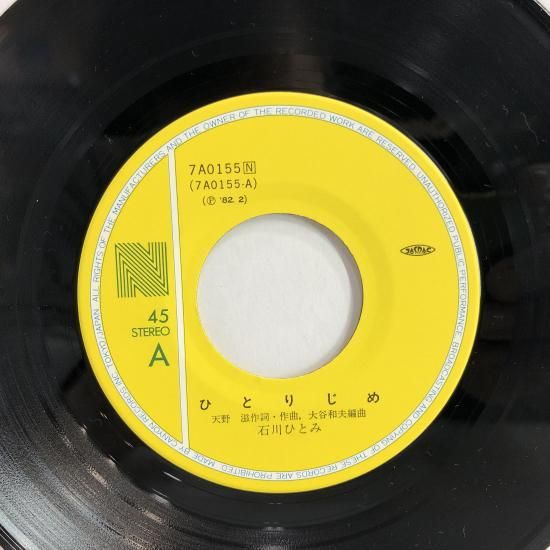 7A0155 N
(7A0155-A)
(Ⓟ '82. 2)
N
45
STEREO
A
ひとりじめ
天野 滋作詞・作曲, 大谷和夫編曲
石川ひとみ
ALL RIGHTS OF THE MANUFACTURERS AND THE OWNER OF THE RECORDED WORK ARE RESERVED. UNAUTHORIZED PUBLIC PERFORMANCE, BROADCASTING AND COPYING OF THESE RECORDS ARE PROHIBITED. MADE BY CANYON RECORDS INC. TOKYO/JAPAN.